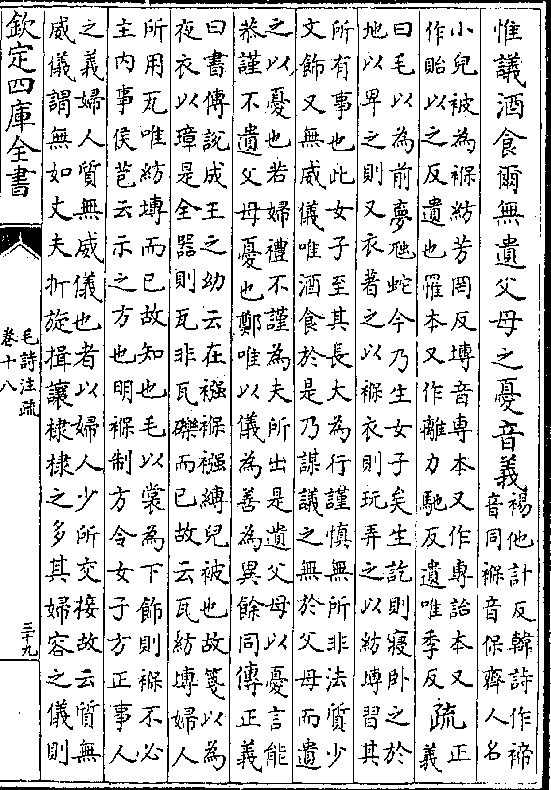 惟議酒食爾無遺父母之憂音義
裼他計反韓詩作禘
音同褓音保齊人名
小兒被為褓紡芳罔反塼音専本又作專詒本又
作貽以之反遺也罹本又作離力馳反遺唯季反
疏
正
義
曰毛以為前夢虺蛇今乃生女子矣生訖則寢卧之於
地以畀之則又衣著之以褓衣則玩弄之以紡塼習其
所有事也此女子至其長大為行謹慎無所非法質少
文飾又無威儀唯酒食於是乃謀議之無於父母而遺
之以憂也若婦禮不謹為夫所出是遺父母以憂言能
恭謹不遺父母憂也鄭唯以儀為善為異餘同傳正義
曰書傳說成王之幼云在襁褓襁縛兒被也故箋以為
夜衣以璋是全器則瓦非瓦礫而已故云瓦紡塼婦人
所用瓦唯紡塼而已故知也毛以裳為下飾則褓不必
主内事侯苞云示之方也明褓制方令女子方正事人
之義婦人質無威儀也者以婦人少所交接故云質無
威儀謂無如丈夫折旋揖讓棣棣之多其婦容之儀則
欽定四庫全書
毛詩注疏
卷十八
三十九